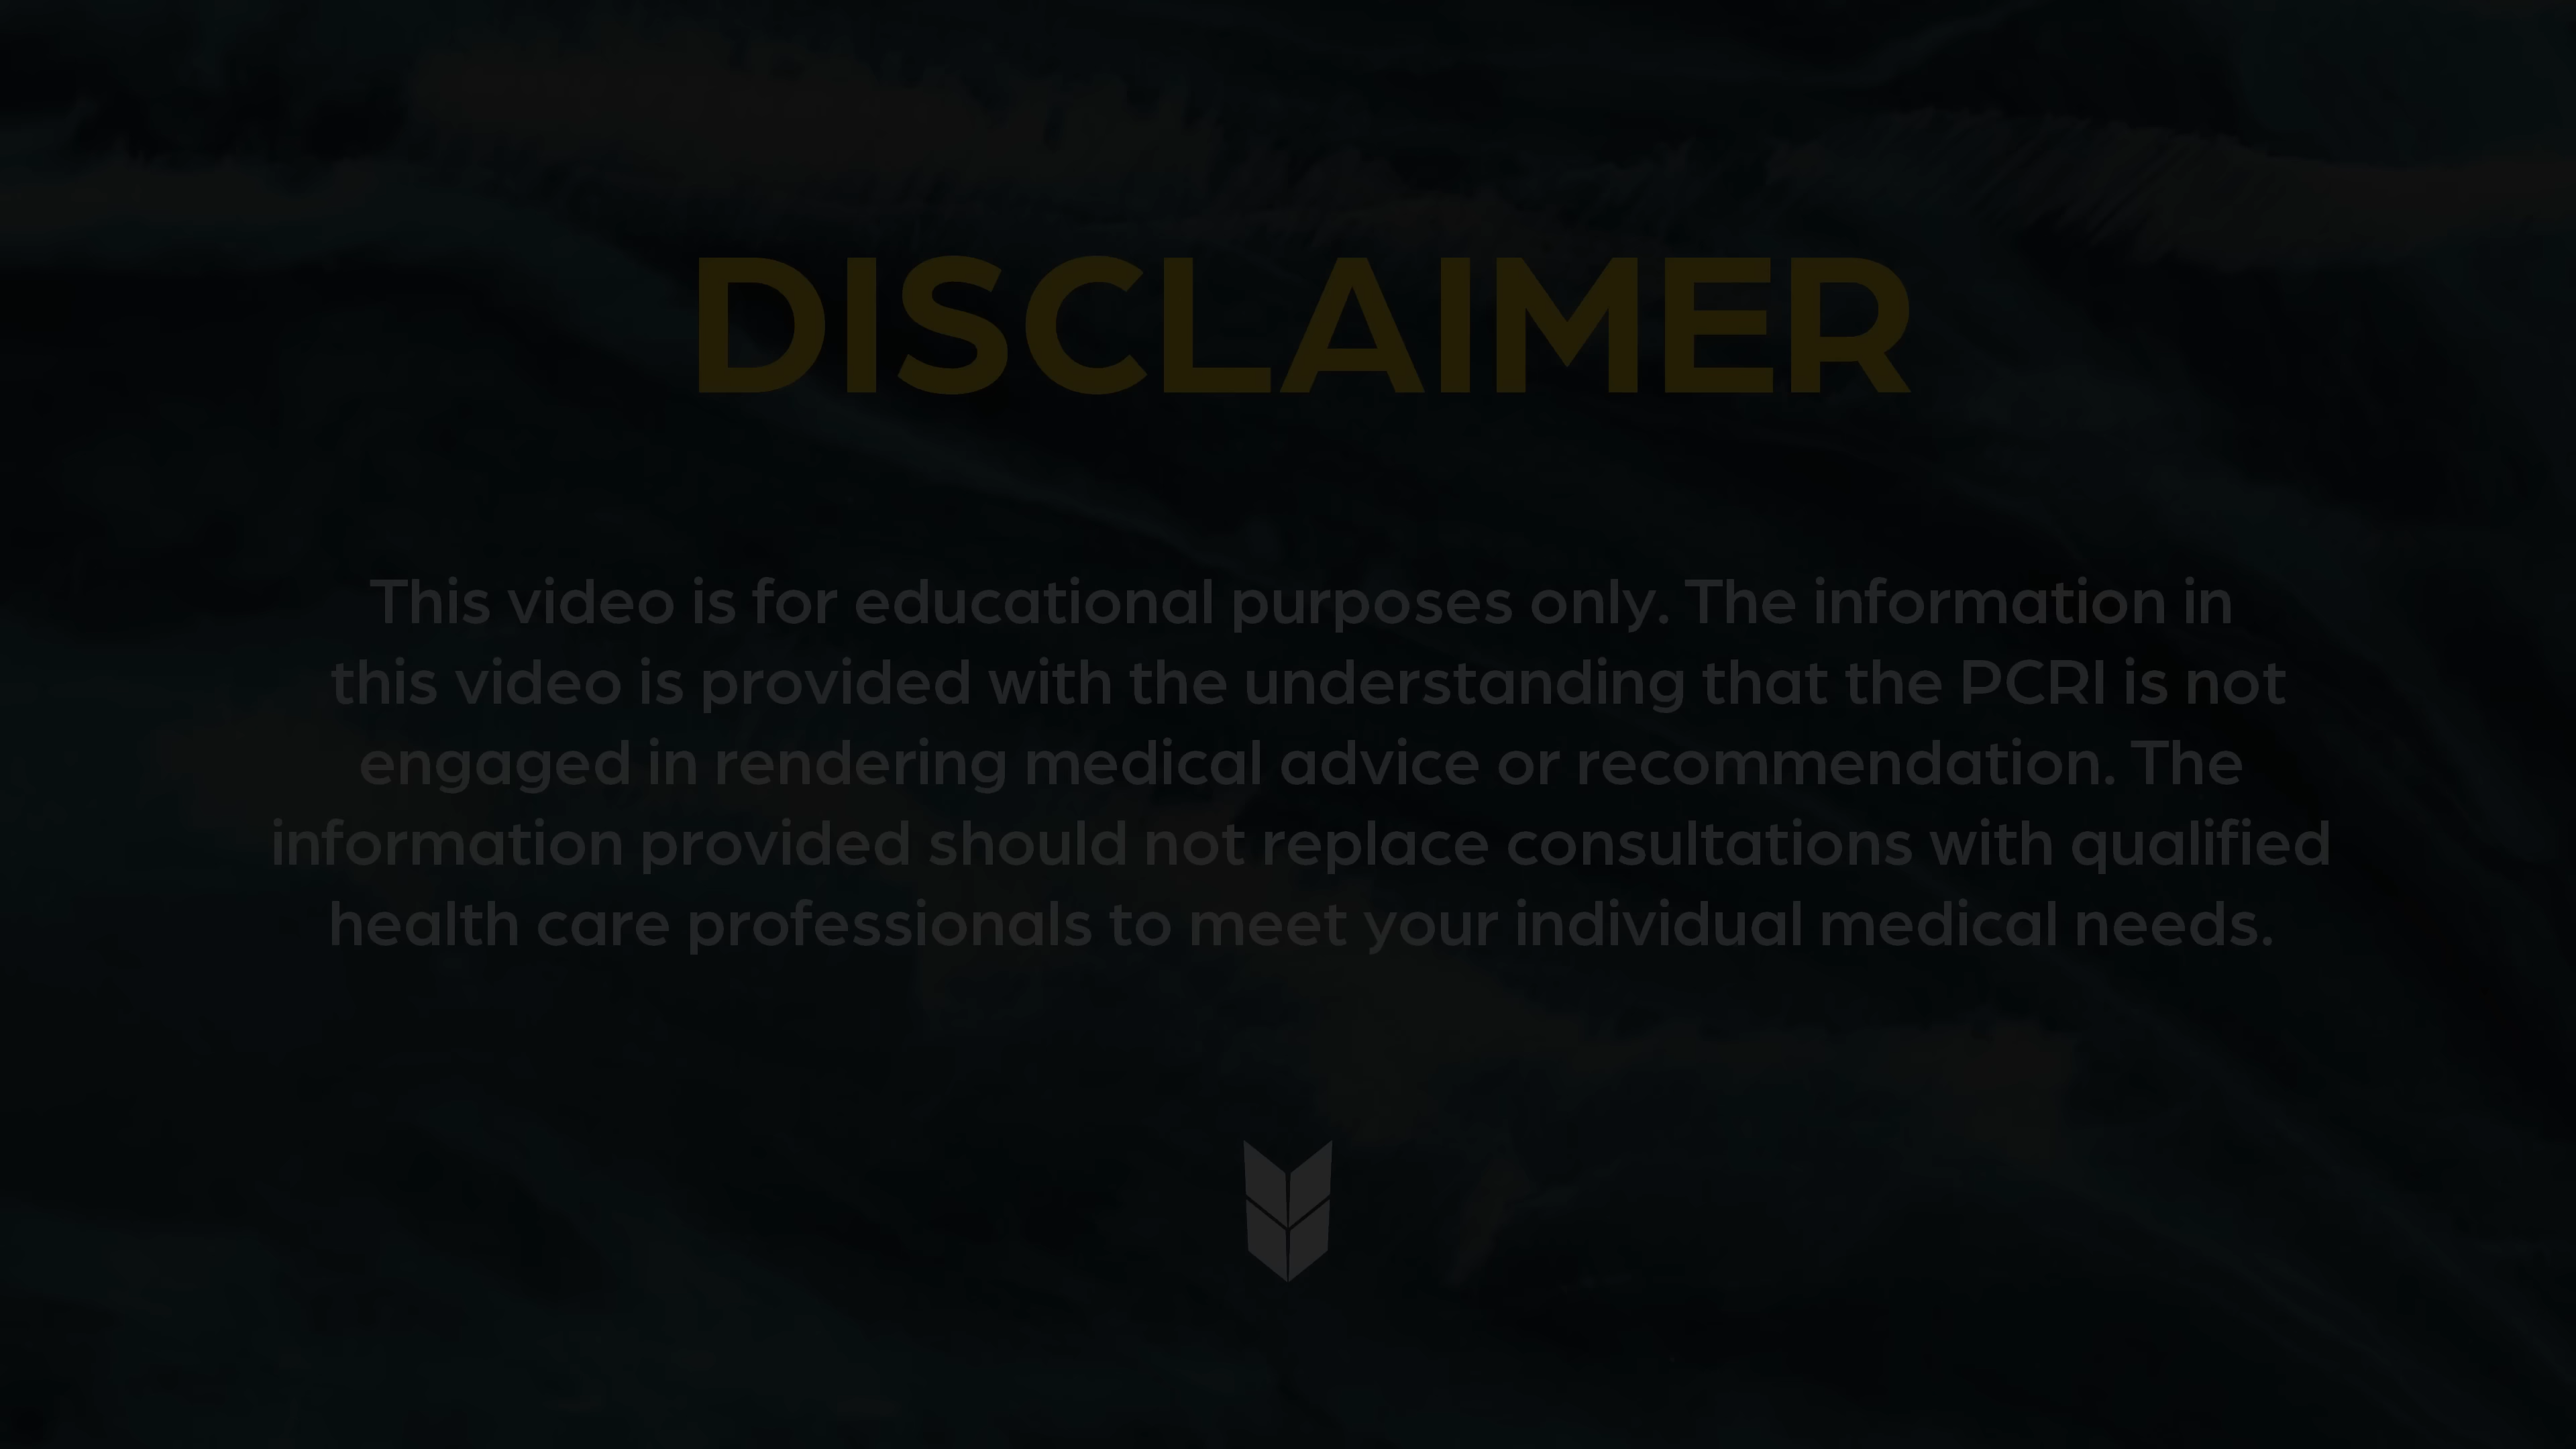 DISCLAIMER
This video is for educational purposes only. The information in
this video is provided with the understanding that the PCRI is not
engaged in rendering medical advice or recommendation. The
information provided should not replace consultations with qualified
health care professionals to meet your individual medical needs.